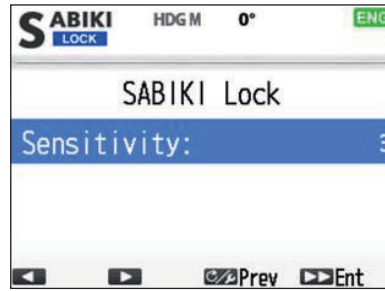 SABIKI HDG M 0° ENG
LOCK
SABIKI Lock
Sensitivity: 3
Prev Ent